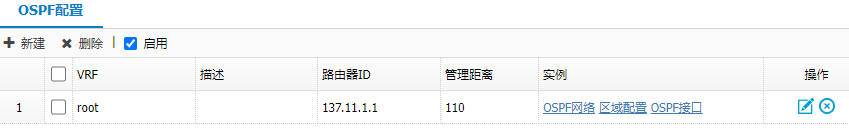 OSPF配置
新建 删除 启用
VRF 描述 路由器ID 管理距离 实例 操作
1 root 137.11.1.1 110 OSPF网络 区域配置 OSPF接口